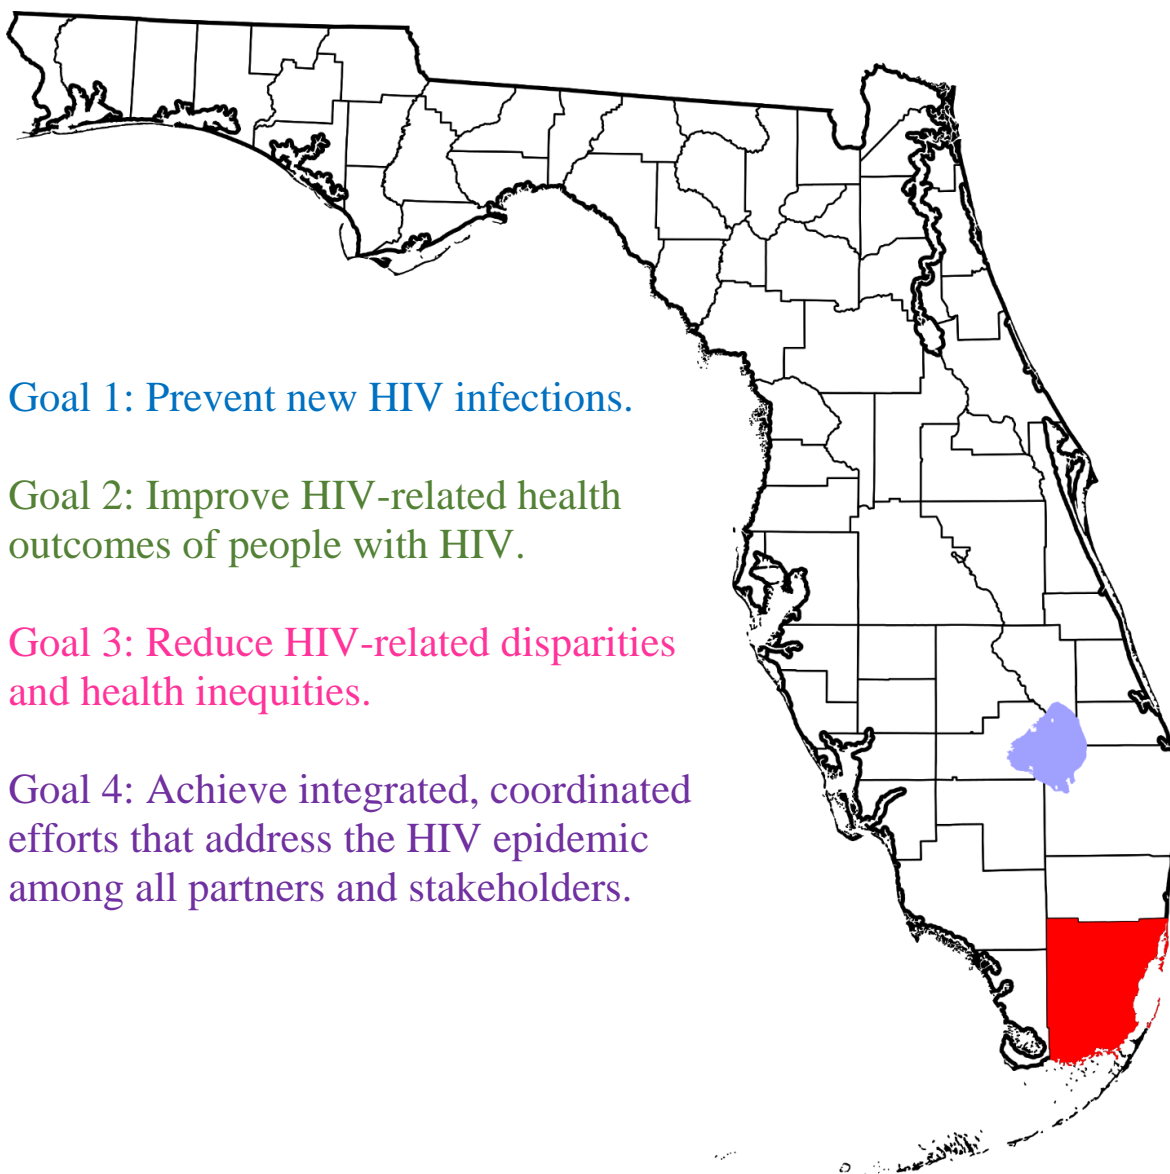 Goal 1: Prevent new HIV infections.
Goal 2: Improve HIV-related health
outcomes of people with HIV.
Goal 3: Reduce HIV-related disparities
and health inequities.
Goal 4: Achieve integrated, coordinated
efforts that address the HIV epidemic
among all partners and stakeholders.